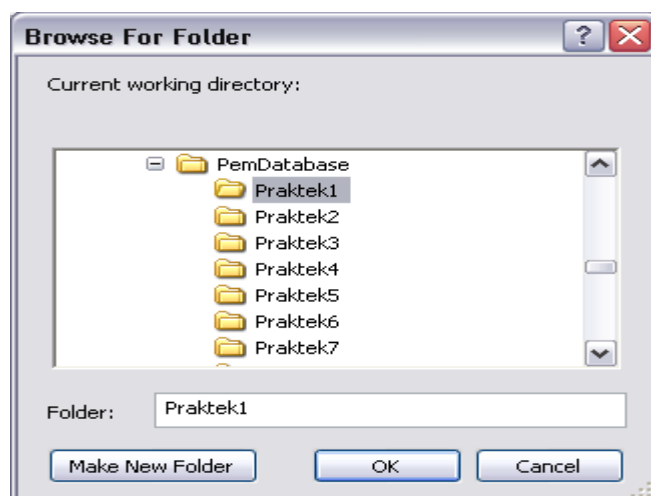 Browse For Folder
Current working directory:
PemDatabase
Praktek1
Praktek2
Praktek3
Praktek4
Praktek5
Praktek6
Praktek7
Folder: Praktek1
Make New Folder OK Cancel